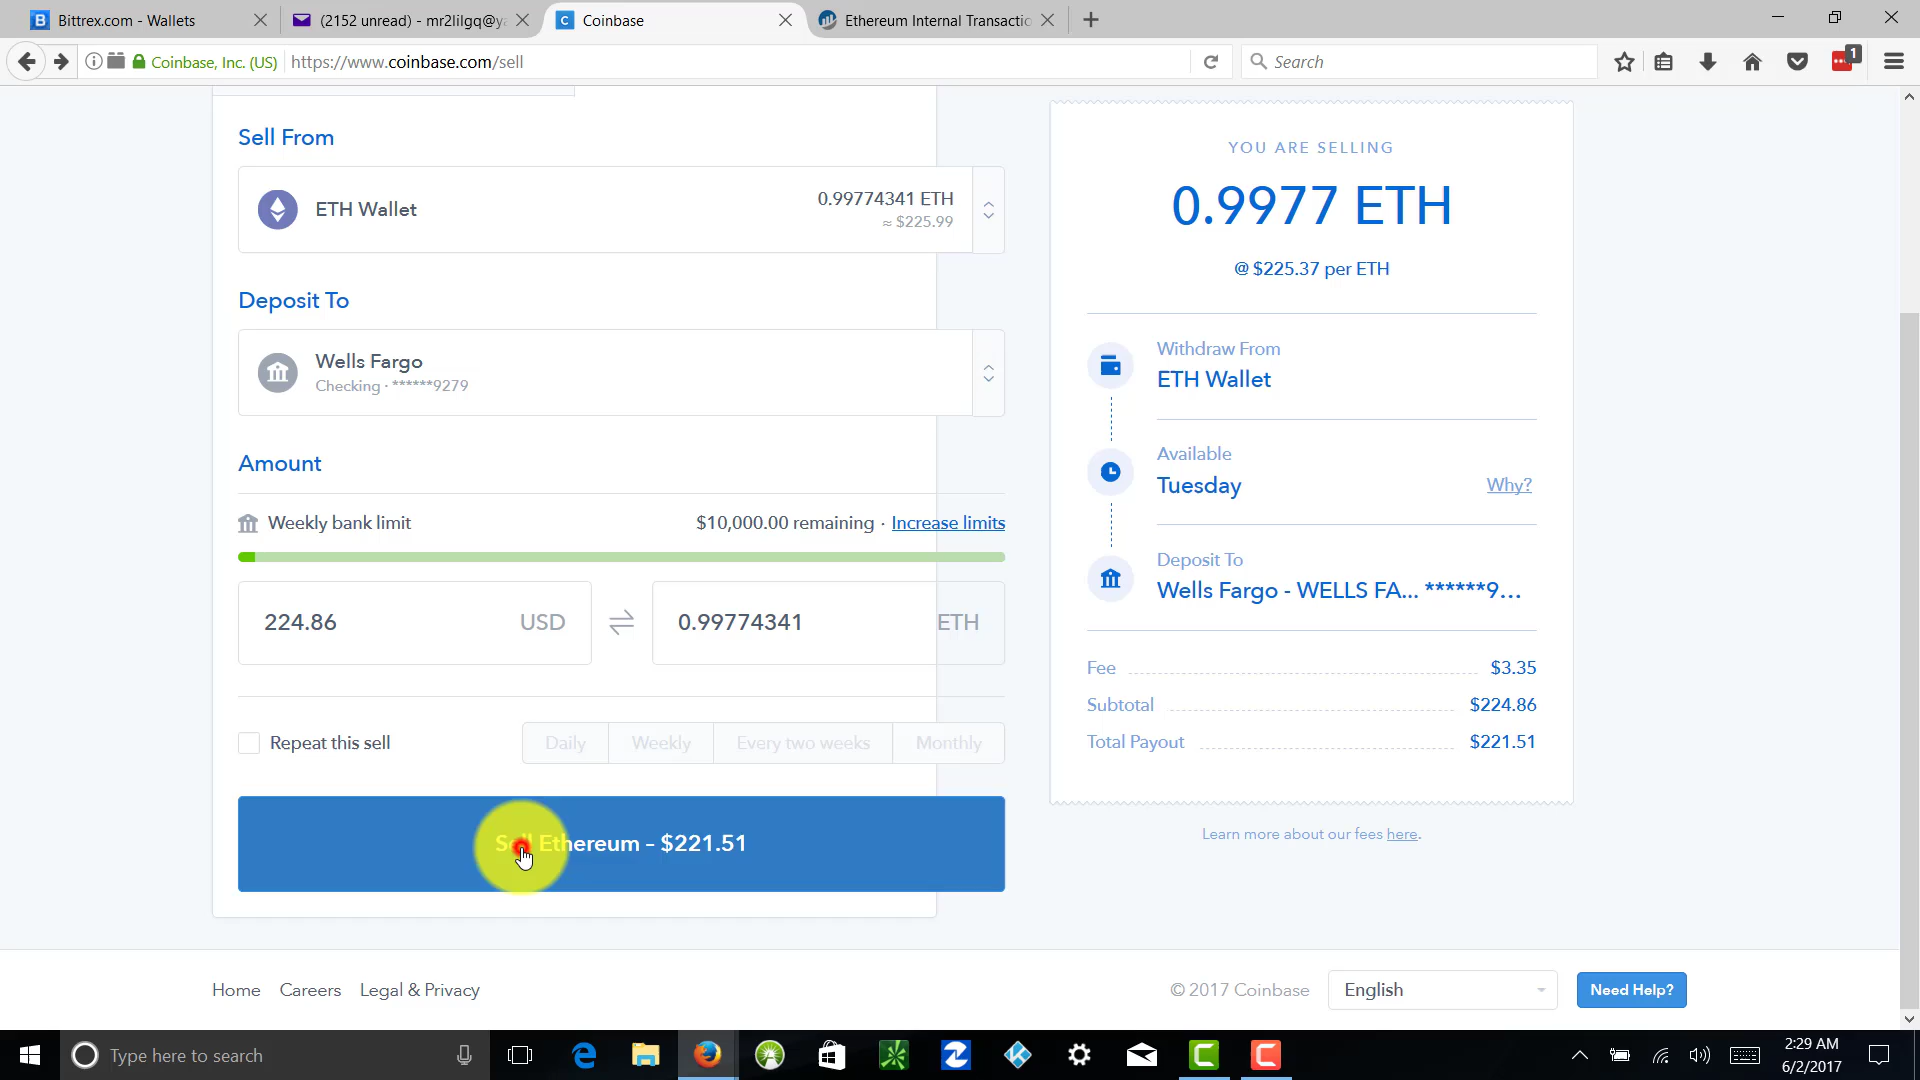 Bittrex.com - Wallets
(2152 unread) - mr2lilgq@ya
Coinbase
Ethereum Internal Transactio
Coinbase, Inc. (US)
https://www.coinbase.com/sell
Search
1
Sell From
ETH Wallet
0.99774341 ETH
≈ $225.99
Deposit To
Wells Fargo
Checking · ******9279
Amount
Weekly bank limit
$10,000.00 remaining · Increase limits
224.86 USD
0.99774341 ETH
Repeat this sell
Daily
Weekly
Every two weeks
Monthly
Sell Ethereum – $221.51
YOU ARE SELLING
0.9977 ETH
@ $225.37 per ETH
Withdraw From
ETH Wallet
Available
Tuesday
Why?
Deposit To
Wells Fargo - WELLS FA... ******9...
Fee $3.35
Subtotal $224.86
Total Payout $221.51
Learn more about our fees here.
Home
Careers
Legal & Privacy
© 2017 Coinbase
English
Need Help?
Type here to search
2:29 AM
6/2/2017